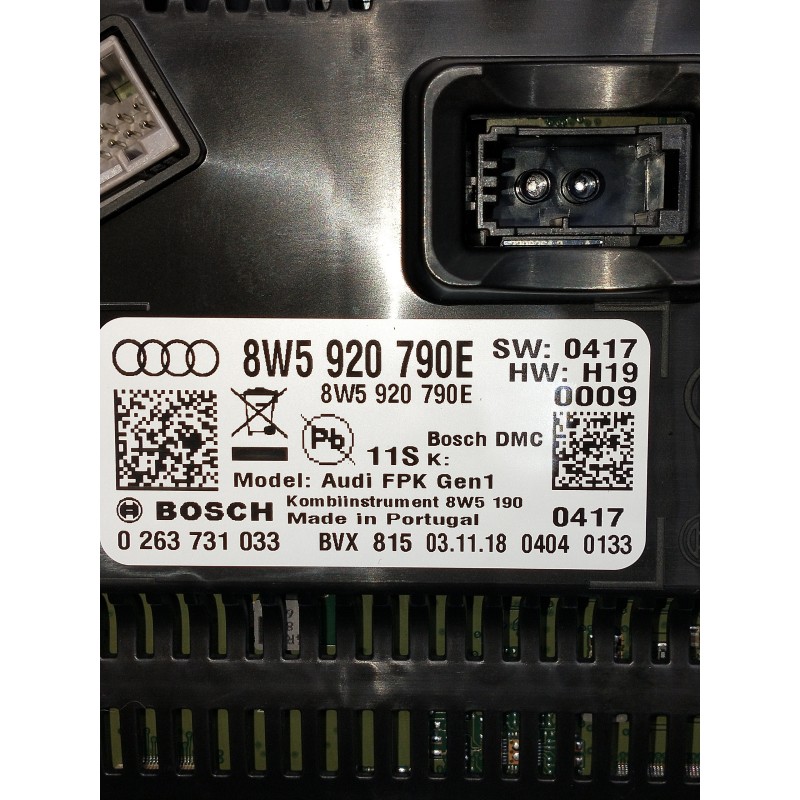 8W5 920 790E
SW: 0417
HW: H19
8W5 920 790E
0009
Pb
Bosch DMC
11S K:
Model: Audi FPK Gen1
Kombiinstrument 8W5 190
BOSCH
Made in Portugal
0417
0 263 731 033 BVX 815 03.11.18 0404 0133